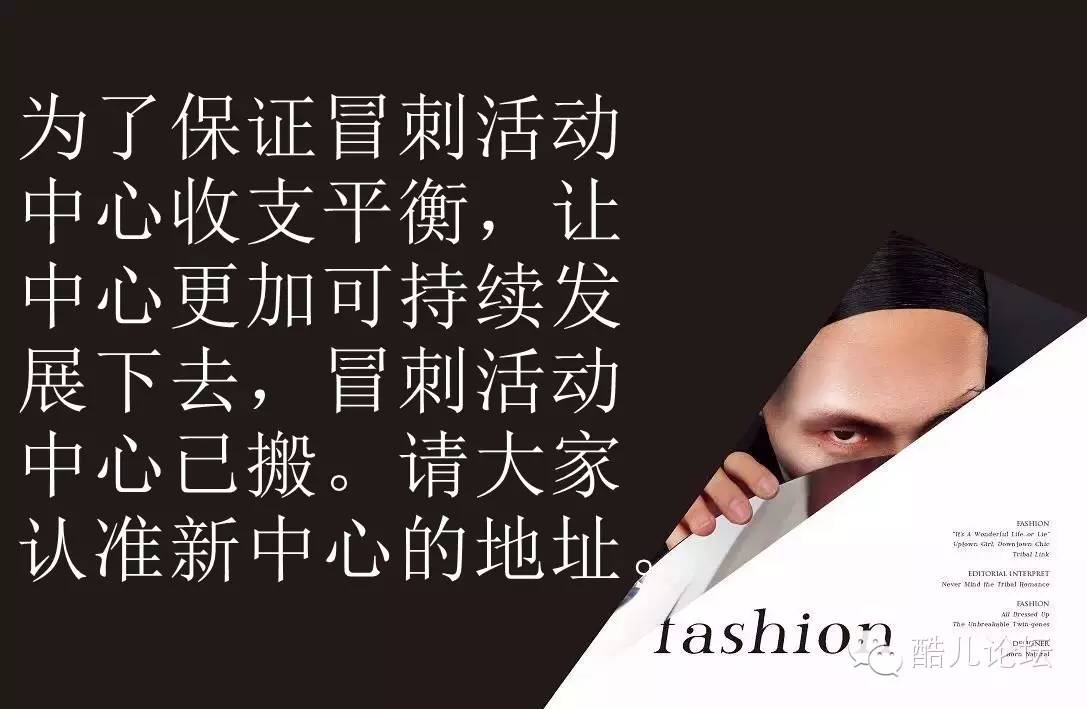 为了保证冒刺活动
中心收支平衡，让
中心更加可持续发
展下去，冒刺活动
中心已搬。请大家
认准新中心的地址。
FASHION
"It's A Wonderful Life or Lie"
Uptown Girl, Downtown Chic
Tribal Link
EDITORIAL INTERPRET
Never Mind the Tribal Romance
FASHION
All Dressed Up
The Unbreakable Twin-genes
DESIGNER
Natural
fashion
酷儿论坛